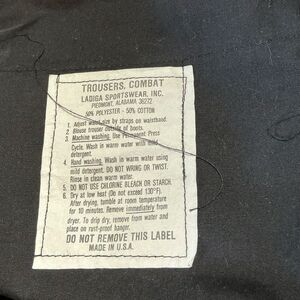 TROUSERS, COMBAT
LADIGA SPORTSWEAR, INC.
PIEDMONT, ALABAMA 36272
50% POLYESTER - 50% COTTON
1. Adjust waist size by straps on waistband.
2. Blouse trouser outside of boots.
3. Machine washing. Use Permanent Press
Cycle. Wash in warm water with mild
detergent.
4. Hand washing. Wash in warm water using
mild detergent. DO NOT WRING OR TWIST.
Rinse in clean warm water.
5. DO NOT USE CHLORINE BLEACH OR STARCH.
6. Dry at low heat (Do not exceed 130°F).
After drying, tumble at room temperature
for 10 minutes. Remove immediately from
dryer. To drip dry, remove from water and
place on rust-proof hanger.
DO NOT REMOVE THIS LABEL
MADE IN U.S.A.